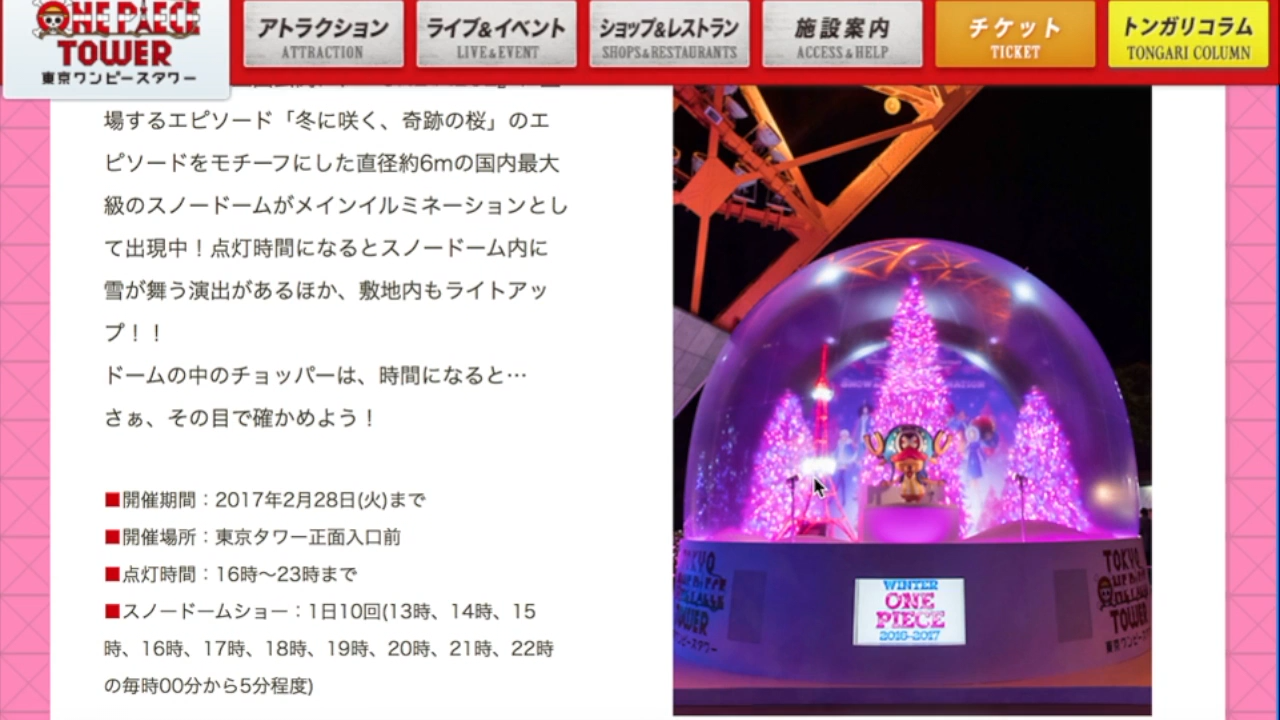 ONE PIECE
TOWER
東京ワンピースタワー
アトラクション
ATTRACTION
ライブ&イベント
LIVE&EVENT
ショップ&レストラン
SHOPS&RESTAURANTS
施設案内
ACCESS&HELP
チケット
TICKET
トンガリコラム
TONGARI COLUMN
場するエピソード「冬に咲く、奇跡の桜」のエ
ピソードをモチーフにした直径約6mの国内最大
級のスノードームがメインイルミネーションとし
て出現中！点灯時間になるとスノードーム内に
雪が舞う演出があるほか、敷地内もライトアッ
プ！！
ドームの中のチョッパーは、時間になると…
さぁ、その目で確かめよう！
■開催期間：2017年2月28日(火)まで
■開催場所：東京タワー正面入口前
■点灯時間：16時～23時まで
■スノードームショー：1日10回(13時、14時、15
時、16時、17時、18時、19時、20時、21時、22時
の毎時00分から5分程度)
WINTER
ONE
PIECE
2016-2017
TOKYO
TOWER
TOKYO
TOWER
東京ワンピースタワー